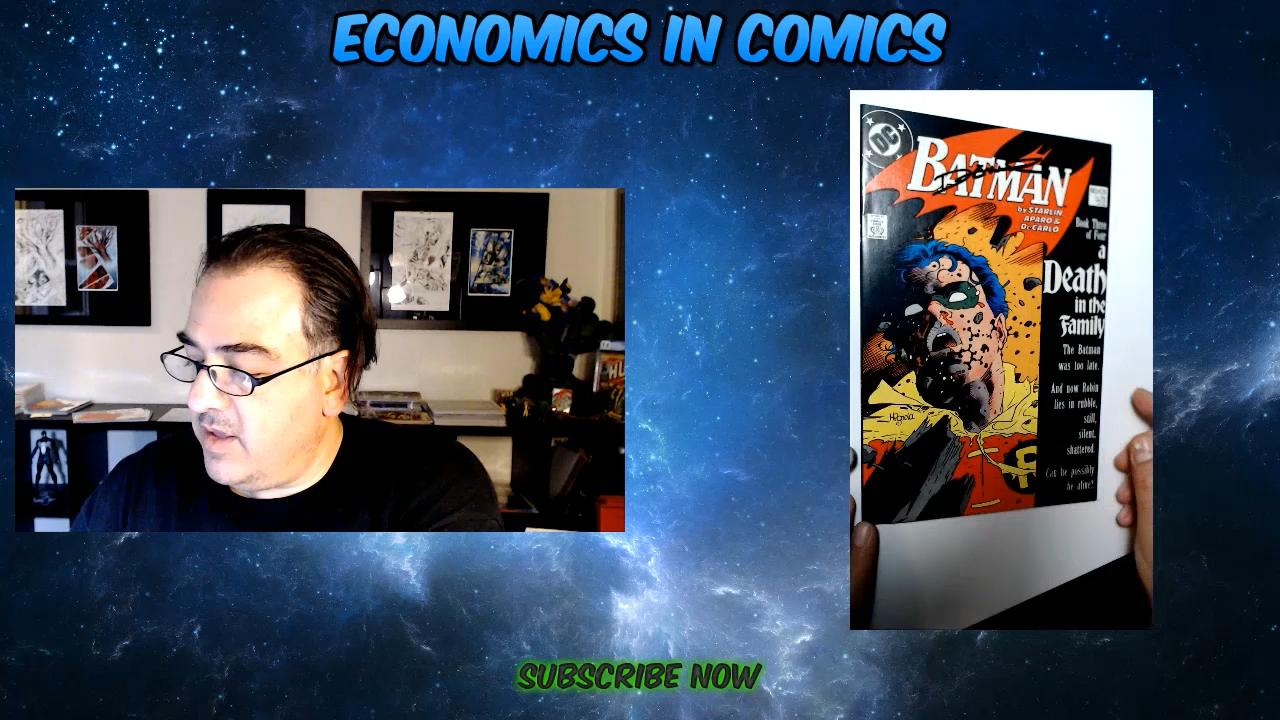 ECONOMICS IN COMICS
DC
BATMAN
by STARLIN,
APARO &
DeCARLO
Book Three
of Four
a
Death
in the
Family
The Batman
was too late.
And now Robin
lies in rubble,
still,
silent,
shattered.
Can he possibly
be alive?
Mignola
HUL
SUBSCRIBE NOW